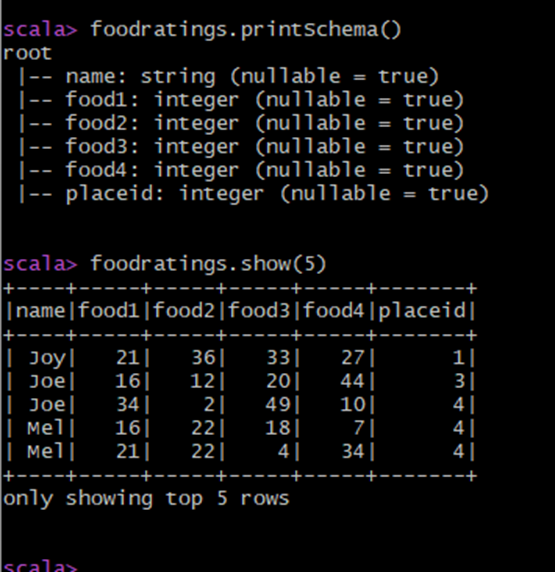 scala> foodratings.printSchema()
root
 |-- name: string (nullable = true)
 |-- food1: integer (nullable = true)
 |-- food2: integer (nullable = true)
 |-- food3: integer (nullable = true)
 |-- food4: integer (nullable = true)
 |-- placeid: integer (nullable = true)
scala> foodratings.show(5)
+----+-----+-----+-----+-----+-------+
|name|food1|food2|food3|food4|placeid|
+----+-----+-----+-----+-----+-------+
| Joy|   21|   36|   33|   27|      1|
| Joe|   16|   12|   20|   44|      3|
| Joe|   34|    2|   49|   10|      4|
| Mel|   16|   22|   18|    7|      4|
| Mel|   21|   22|    4|   34|      4|
+----+-----+-----+-----+-----+-------+
only showing top 5 rows
scala>